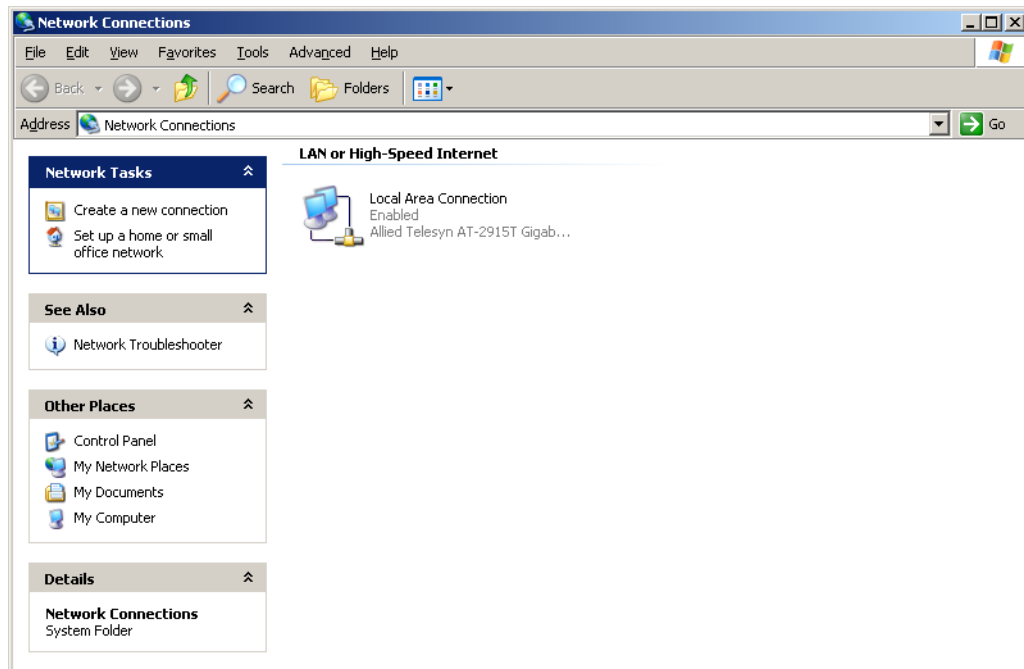 Network Connections
File Edit View Favorites Tools Advanced Help
Back Search Folders
Address Network Connections Go
Network Tasks
Create a new connection
Set up a home or small
office network
See Also
Network Troubleshooter
Other Places
Control Panel
My Network Places
My Documents
My Computer
Details
Network Connections
System Folder
LAN or High-Speed Internet
Local Area Connection
Enabled
Allied Telesyn AT-2915T Gigab...